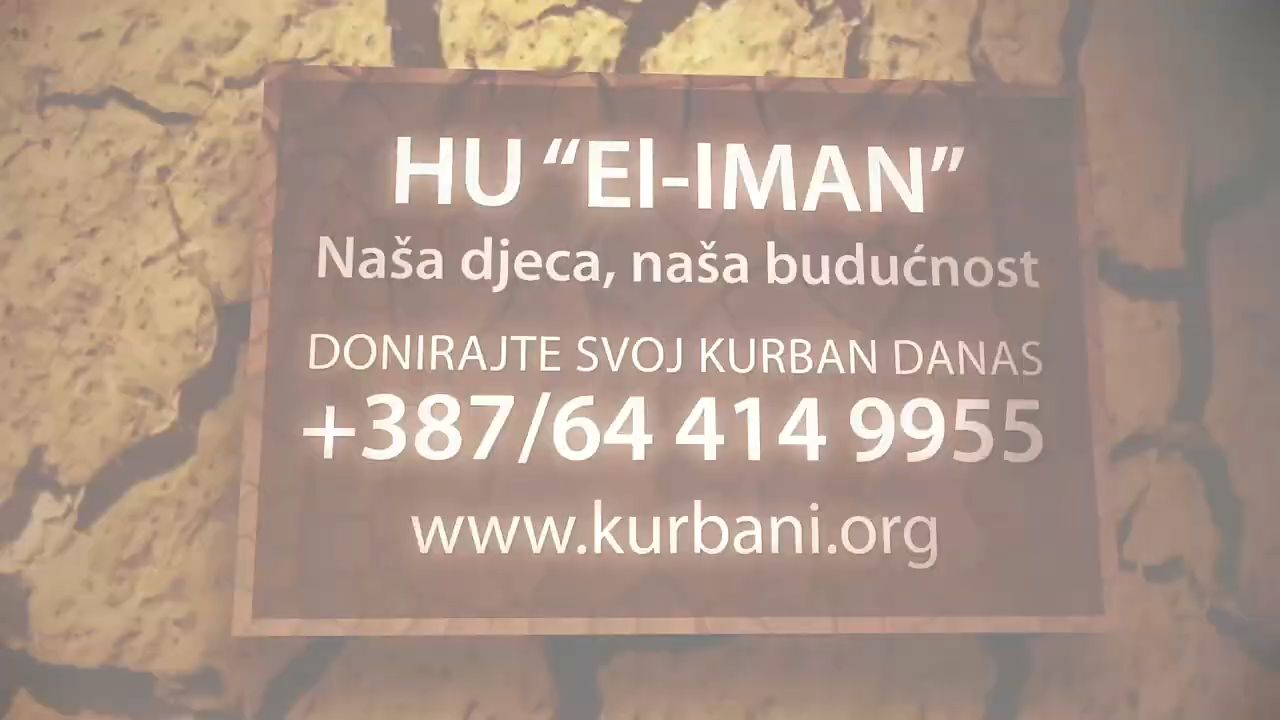 HU “El-IMAN”
Naša djeca, naša budućnost
DONIRAJTE SVOJ KURBAN DANAS
+387/64 414 9955
www.kurbani.org